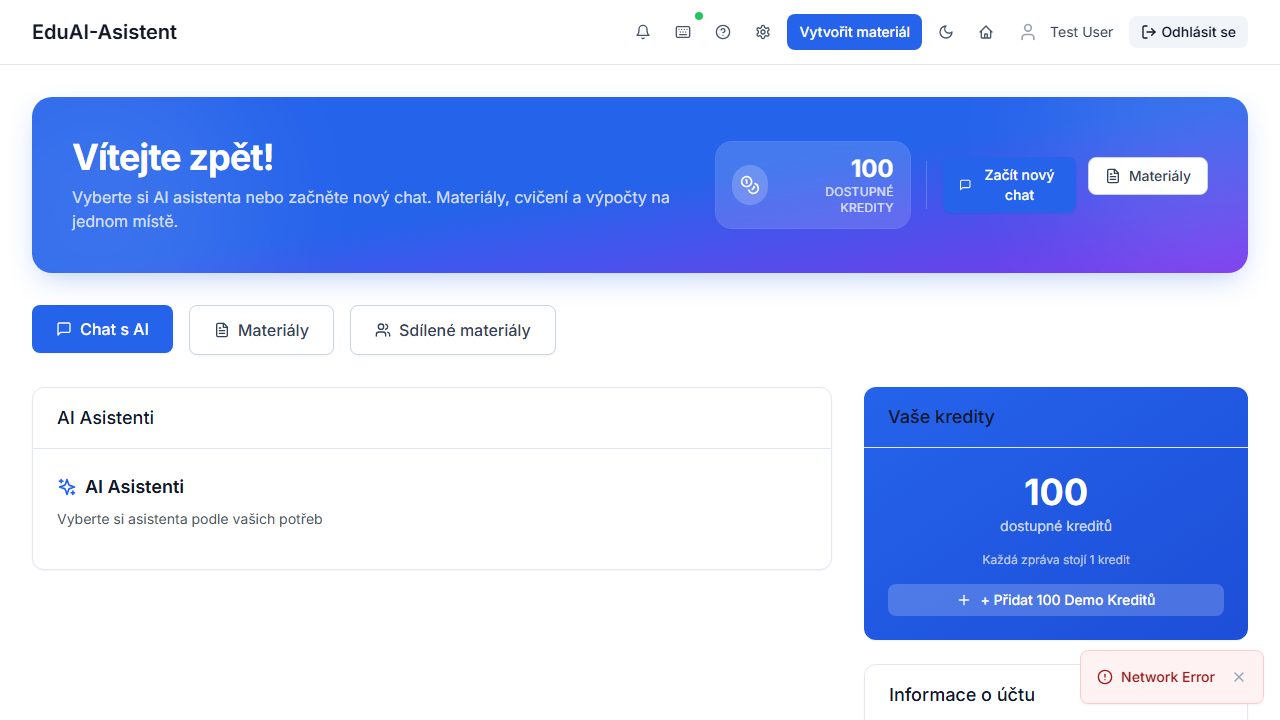 EduAI-Asistent
Vytvořit materiál
Test User
Odhlásit se
Vítejte zpět!
Vyberte si AI asistenta nebo začněte nový chat. Materiály, cvičení a výpočty na
jednom místě.
100
DOSTUPNÉ
KREDITY
Začít nový
chat
Materiály
Chat s AI
Materiály
Sdílené materiály
AI Asistenti
AI Asistenti
Vyberte si asistenta podle vašich potřeb
Vaše kredity
100
dostupné kreditů
Každá zpráva stojí 1 kredit
+ Přidat 100 Demo Kreditů
Informace o účtu
Network Error